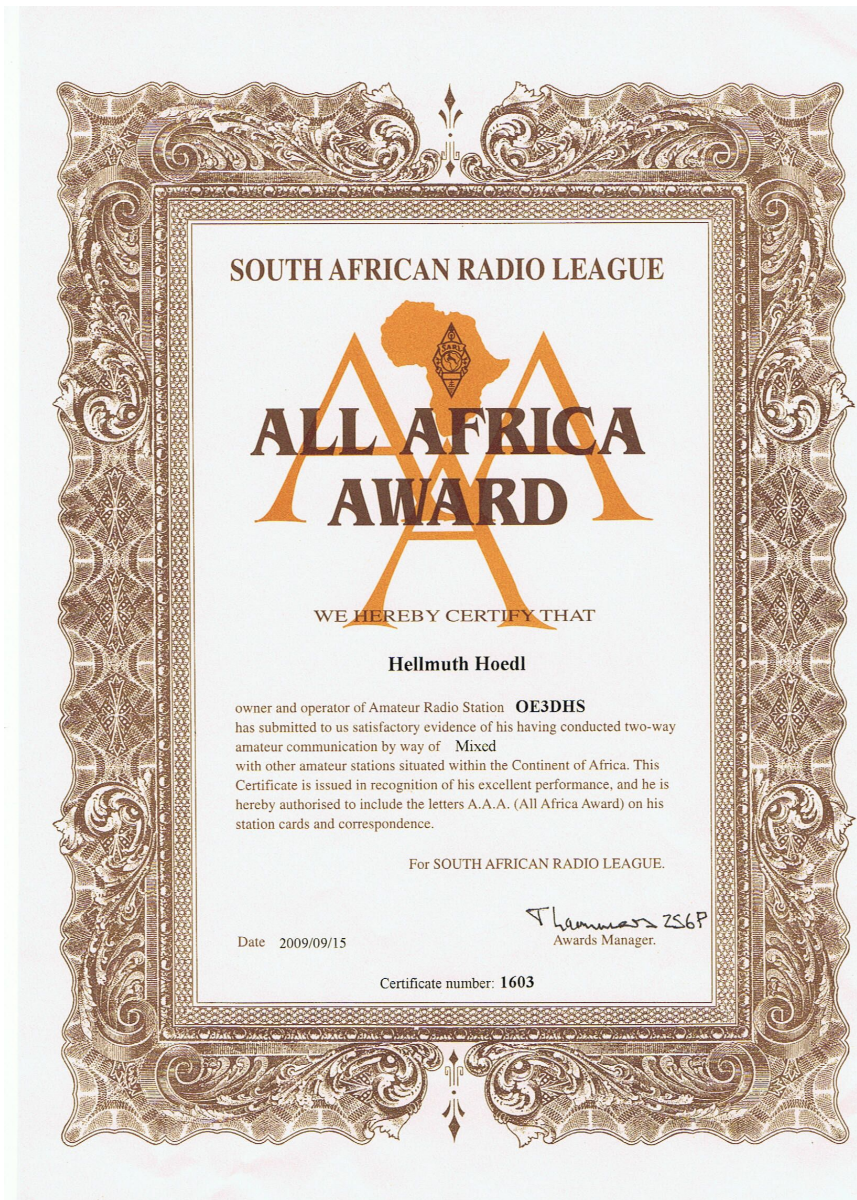 SOUTH AFRICAN RADIO LEAGUE
SARL
ALL AFRICA
AWARD
WE HEREBY CERTIFY THAT
Hellmuth Hoedl
owner and operator of Amateur Radio Station OE3DHS
has submitted to us satisfactory evidence of his having conducted two-way
amateur communication by way of Mixed
with other amateur stations situated within the Continent of Africa. This
Certificate is issued in recognition of his excellent performance, and he is
hereby authorised to include the letters A.A.A. (All Africa Award) on his
station cards and correspondence.
For SOUTH AFRICAN RADIO LEAGUE.
ZS6P
Date 2009/09/15
Awards Manager.
Certificate number: 1603